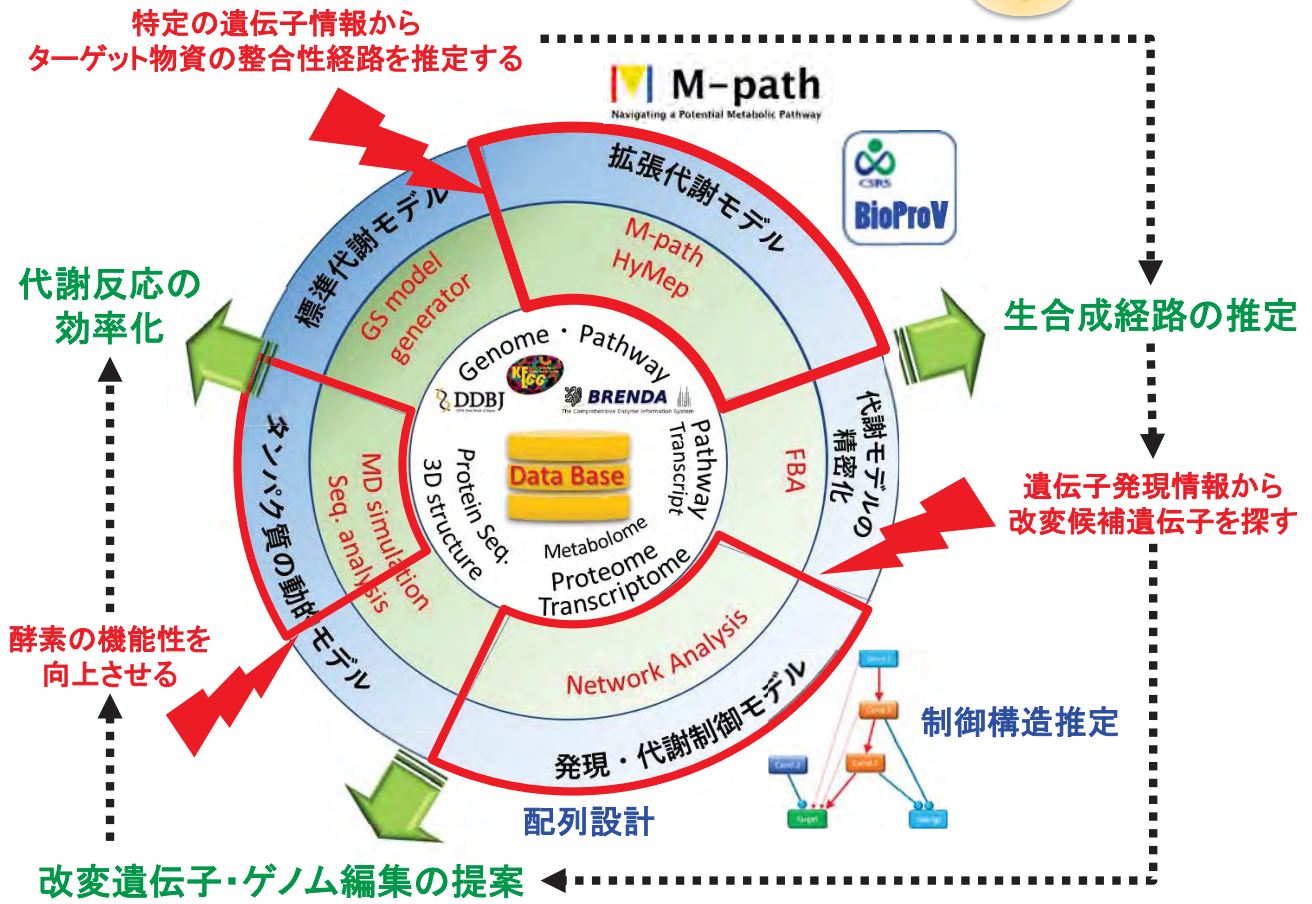 特定の遺伝子情報から
ターゲット物資の整合性経路を推定する
M-path
Navigating a Potential Metabolic Pathway
CSRS
BioProV
拡張代謝モデル
M-path
HyMep
標準代謝モデル
GS model
generator
代謝反応の
効率化
生合成経路の推定
Genome・Pathway
KEGG
DDBJ
BRENDA
The Comprehensive Enzyme Information System
Data Base
Pathway
Transcript
Protein Seq.
3D structure
Metabolome
Proteome
Transcriptome
代謝モデルの
精密化
FBA
タンパク質の動的モデル
MD simulation
Seq. analysis
遺伝子発現情報から
改変候補遺伝子を探す
酵素の機能性を
向上させる
Network Analysis
発現・代謝制御モデル
制御構造推定
Target
配列設計
改変遺伝子・ゲノム編集の提案